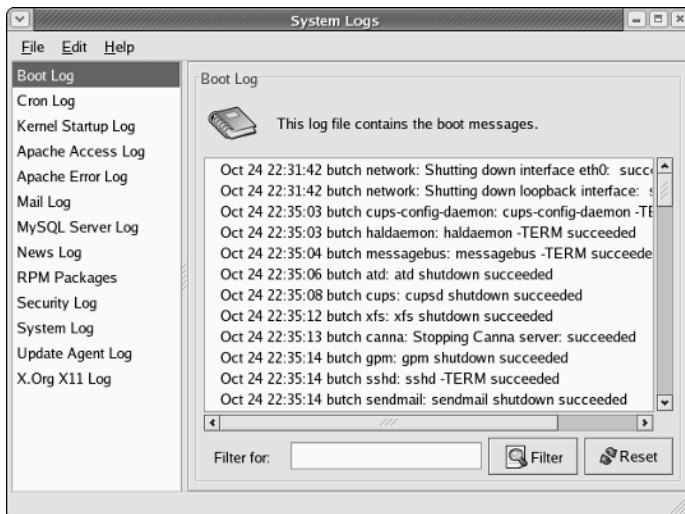 System Logs
File Edit Help
Boot Log
Cron Log
Kernel Startup Log
Apache Access Log
Apache Error Log
Mail Log
MySQL Server Log
News Log
RPM Packages
Security Log
System Log
Update Agent Log
X.Org X11 Log
Boot Log
This log file contains the boot messages.
Oct 24 22:31:42 butch network: Shutting down interface eth0: succe
Oct 24 22:31:42 butch network: Shutting down loopback interface: s
Oct 24 22:35:03 butch cups-config-daemon: cups-config-daemon -TE
Oct 24 22:35:03 butch haldaemon: haldaemon -TERM succeeded
Oct 24 22:35:04 butch messagebus: messagebus -TERM succeede
Oct 24 22:35:06 butch atd: atd shutdown succeeded
Oct 24 22:35:08 butch cups: cupsd shutdown succeeded
Oct 24 22:35:12 butch xfs: xfs shutdown succeeded
Oct 24 22:35:13 butch canna: Stopping Canna server: succeeded
Oct 24 22:35:14 butch gpm: gpm shutdown succeeded
Oct 24 22:35:14 butch sshd: sshd -TERM succeeded
Oct 24 22:35:14 butch sendmail: sendmail shutdown succeeded
Filter for: Filter Reset